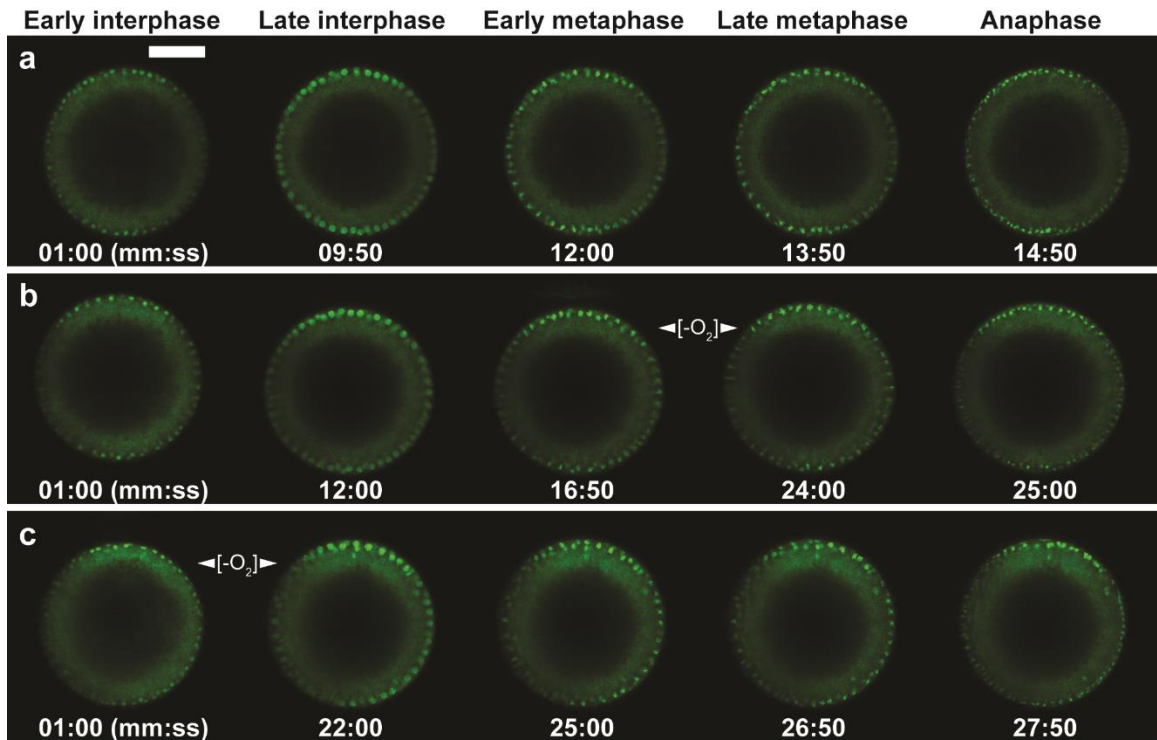 Early interphase Late interphase Early metaphase Late metaphase Anaphase
a
01:00 (mm:ss) 09:50 12:00 13:50 14:50
b
◄[-O₂]►
01:00 (mm:ss) 12:00 16:50 24:00 25:00
c
◄[-O₂]►
01:00 (mm:ss) 22:00 25:00 26:50 27:50